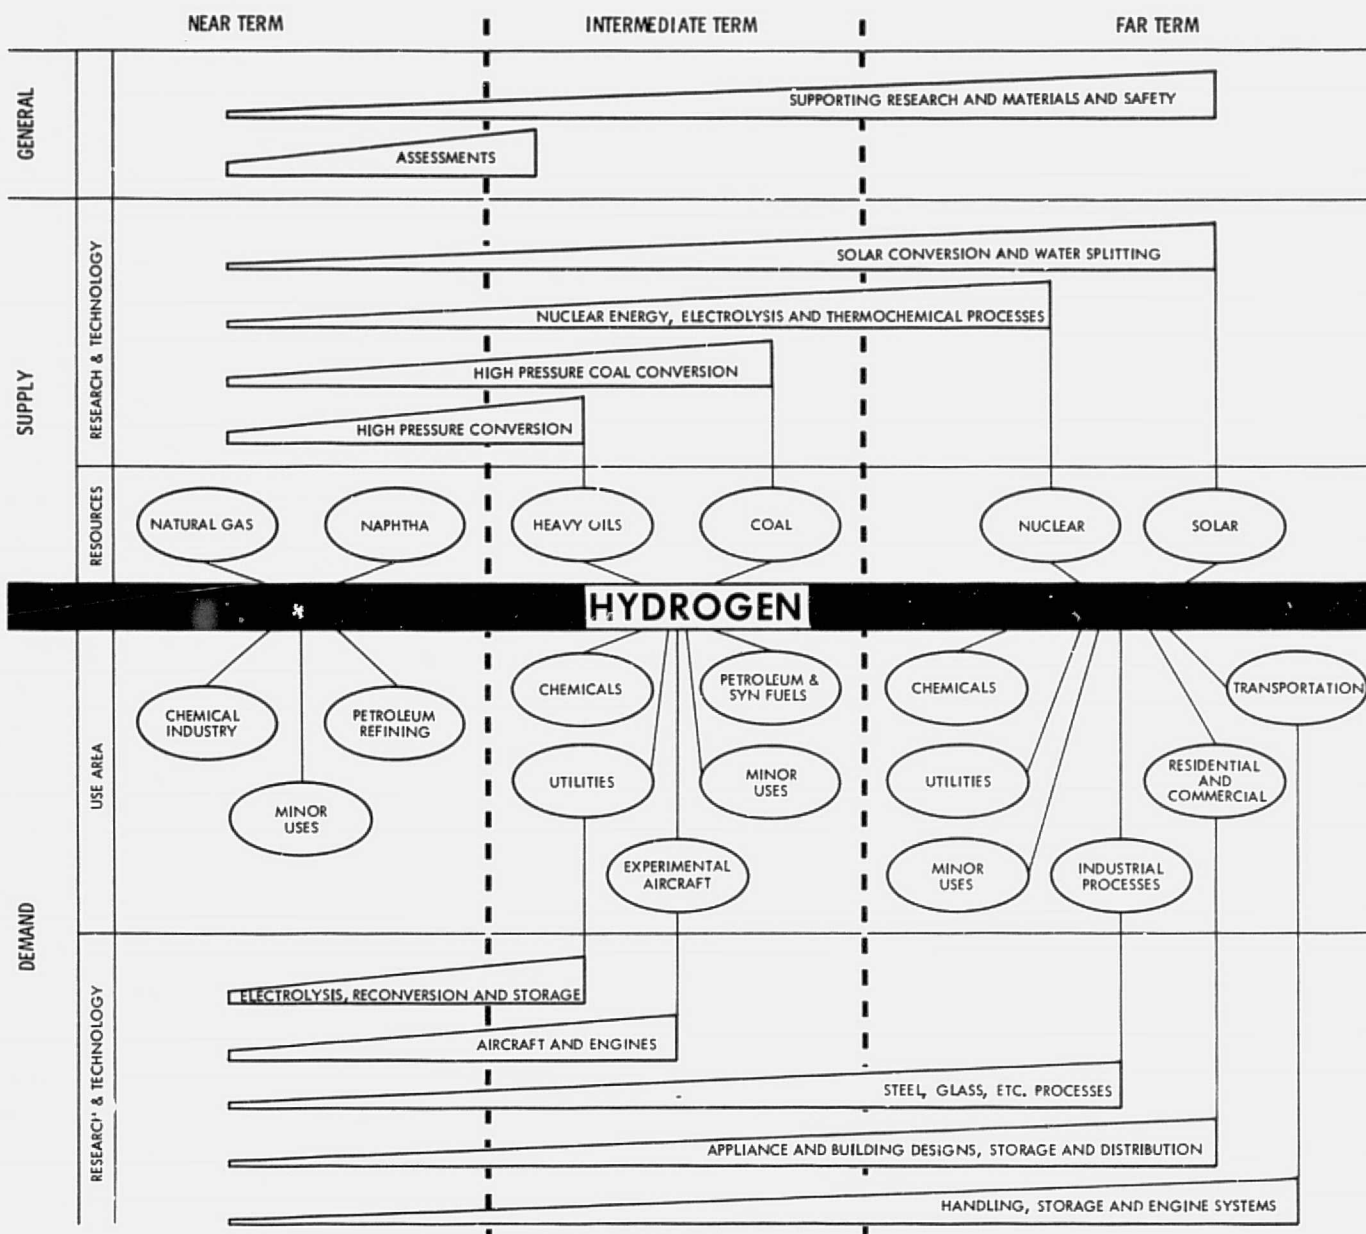 NEAR TERM
INTERMEDIATE TERM
FAR TERM
GENERAL
SUPPORTING RESEARCH AND MATERIALS AND SAFETY
ASSESSMENTS
SUPPLY
RESEARCH & TECHNOLOGY
SOLAR CONVERSION AND WATER SPLITTING
NUCLEAR ENERGY, ELECTROLYSIS AND THERMOCHEMICAL PROCESSES
HIGH PRESSURE COAL CONVERSION
HIGH PRESSURE CONVERSION
RESOURCES
NATURAL GAS
NAPHTHA
HEAVY OILS
COAL
NUCLEAR
SOLAR
HYDROGEN
DEMAND
USE AREA
CHEMICAL
INDUSTRY
PETROLEUM
REFINING
MINOR
USES
CHEMICALS
PETROLEUM &
SYN FUELS
UTILITIES
MINOR
USES
EXPERIMENTAL
AIRCRAFT
CHEMICALS
TRANSPORTATION
UTILITIES
RESIDENTIAL
AND
COMMERCIAL
MINOR
USES
INDUSTRIAL
PROCESSES
RESEARCH & TECHNOLOGY
ELECTROLYSIS, RECONVERSION AND STORAGE
AIRCRAFT AND ENGINES
STEEL, GLASS, ETC. PROCESSES
APPLIANCE AND BUILDING DESIGNS, STORAGE AND DISTRIBUTION
HANDLING, STORAGE AND ENGINE SYSTEMS